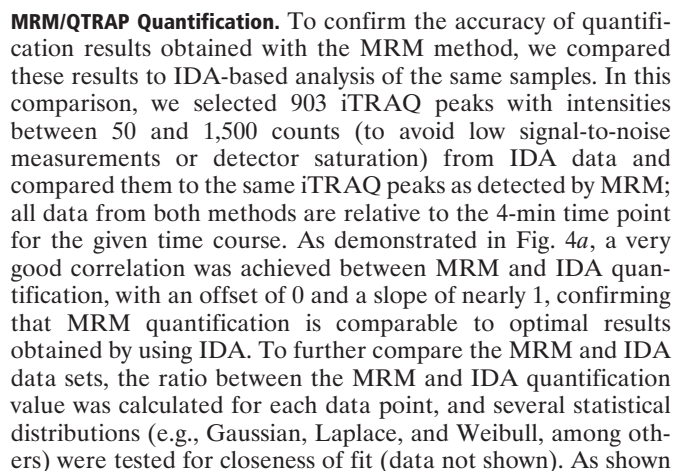 MRM/QTRAP Quantification. To confirm the accuracy of quantifi-
cation results obtained with the MRM method, we compared
these results to IDA-based analysis of the same samples. In this
comparison, we selected 903 iTRAQ peaks with intensities
between 50 and 1,500 counts (to avoid low signal-to-noise
measurements or detector saturation) from IDA data and
compared them to the same iTRAQ peaks as detected by MRM;
all data from both methods are relative to the 4-min time point
for the given time course. As demonstrated in Fig. 4a, a very
good correlation was achieved between MRM and IDA quan-
tification, with an offset of 0 and a slope of nearly 1, confirming
that MRM quantification is comparable to optimal results
obtained by using IDA. To further compare the MRM and IDA
data sets, the ratio between the MRM and IDA quantification
value was calculated for each data point, and several statistical
distributions (e.g., Gaussian, Laplace, and Weibull, among oth-
ers) were tested for closeness of fit (data not shown). As shown